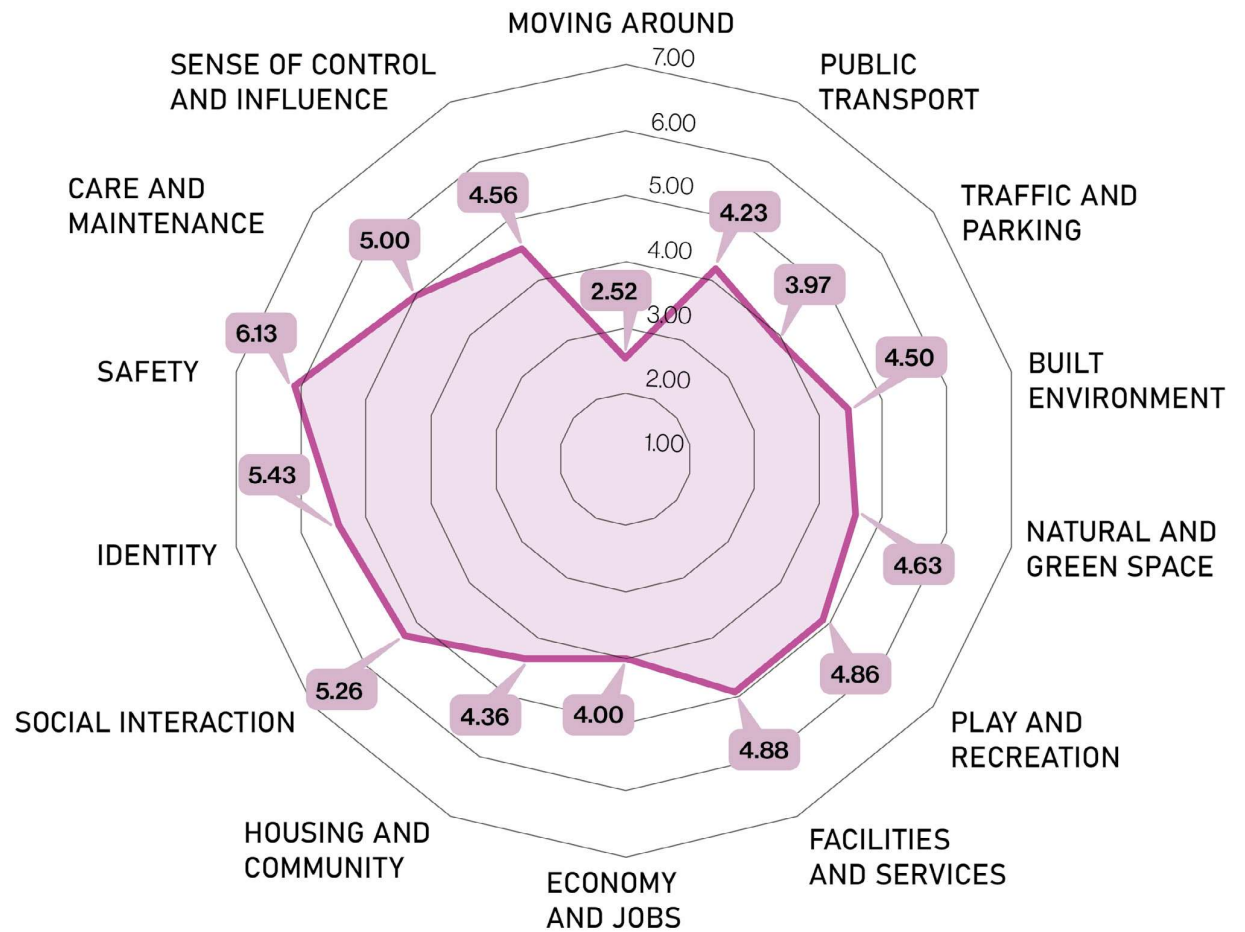 MOVING AROUND
7.00
SENSE OF CONTROL
AND INFLUENCE
PUBLIC
TRANSPORT
6.00
CARE AND
MAINTENANCE
5.00
4.56
4.23
TRAFFIC AND
PARKING
5.00
4.00
2.52
3.97
3.00
6.13
SAFETY
4.50
BUILT
ENVIRONMENT
2.00
1.00
5.43
IDENTITY
NATURAL AND
GREEN SPACE
4.63
5.26
4.36
4.00
4.88
4.86
SOCIAL INTERACTION
PLAY AND
RECREATION
HOUSING AND
COMMUNITY
FACILITIES
AND SERVICES
ECONOMY
AND JOBS